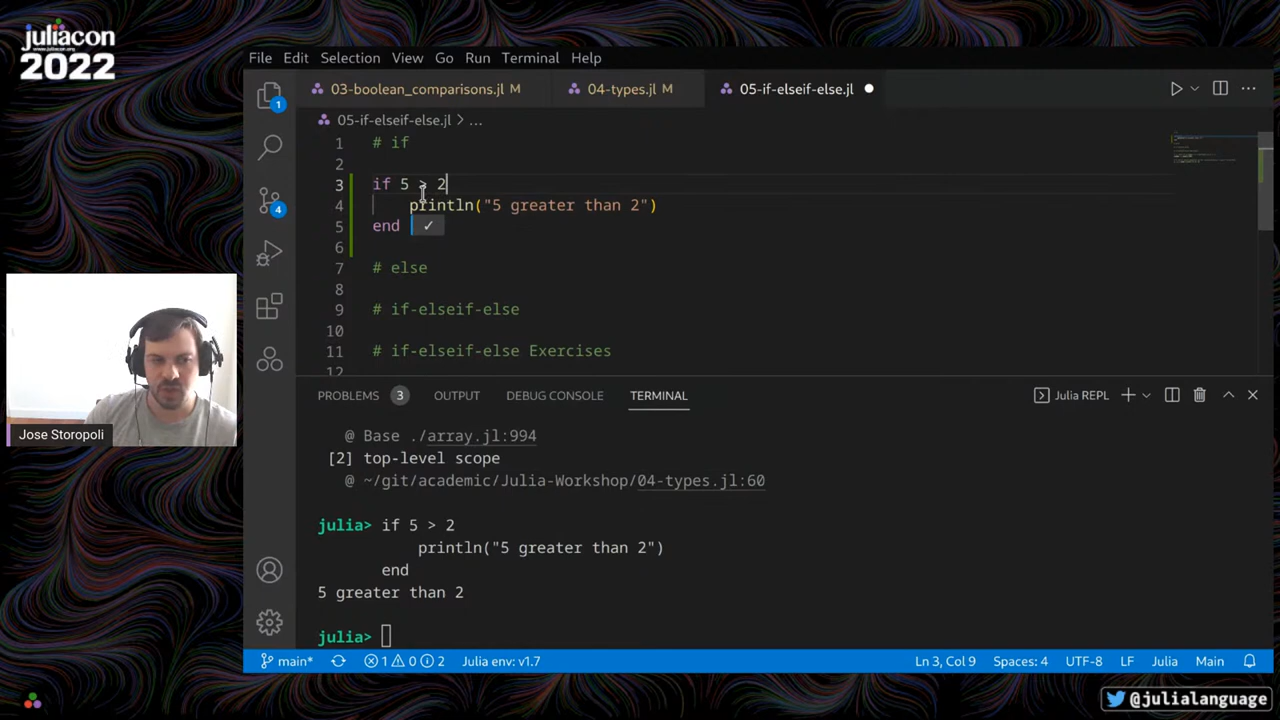 juliacon
www.juliacon.org
2022
File Edit Selection View Go Run Terminal Help
03-boolean_comparisons.jl M
04-types.jl M
05-if-elseif-else.jl
05-if-elseif-else.jl > ...
1 # if
2
3 if 5 > 2
4 println("5 greater than 2")
5 end ✓
6
7 # else
8
9 # if-elseif-else
10
11 # if-elseif-else Exercises
12
1
4
Jose Storopoli
PROBLEMS 3 OUTPUT DEBUG CONSOLE TERMINAL
Julia REPL
@ Base ./array.jl:994
[2] top-level scope
@ ~/git/academic/Julia-Workshop/04-types.jl:60
julia> if 5 > 2
println("5 greater than 2")
end
5 greater than 2
julia>
main* 1 0 2 Julia env: v1.7 Ln 3, Col 9 Spaces: 4 UTF-8 LF Julia Main
@julialanguage